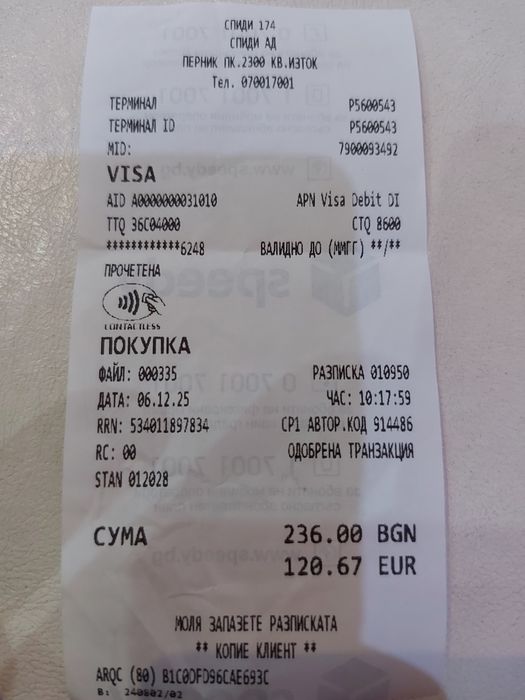 СПИДИ 174
СПИДИ АД
ПЕРНИК ПК.2300 КВ.ИЗТОК
Тел. 070017001
ТЕРМИНАЛ P5600543
ТЕРМИНАЛ ID P5600543
MID: 7900093492
VISA
AID A0000000031010 APN Visa Debit DI
TTQ 36C04000 CTQ 8600
************6248 ВАЛИДНО ДО (ММГГ) **/**
ПРОЧЕТЕНА
CONTACTLESS
ПОКУПКА
ФАЙЛ: 000335 РАЗПИСКА 010950
ДАТА: 06.12.25 ЧАС: 10:17:59
RRN: 534011897834 CP1 АВТОР.КОД 914486
RC: 00 ОДОБРЕНА ТРАНЗАКЦИЯ
STAN 012028
СУМА 236.00 BGN
120.67 EUR
МОЛЯ ЗАПАЗЕТЕ РАЗПИСКАТА
** КОПИЕ КЛИЕНТ **
ARQC (80) B1C0DFD96CAE693C
B: 240802/02